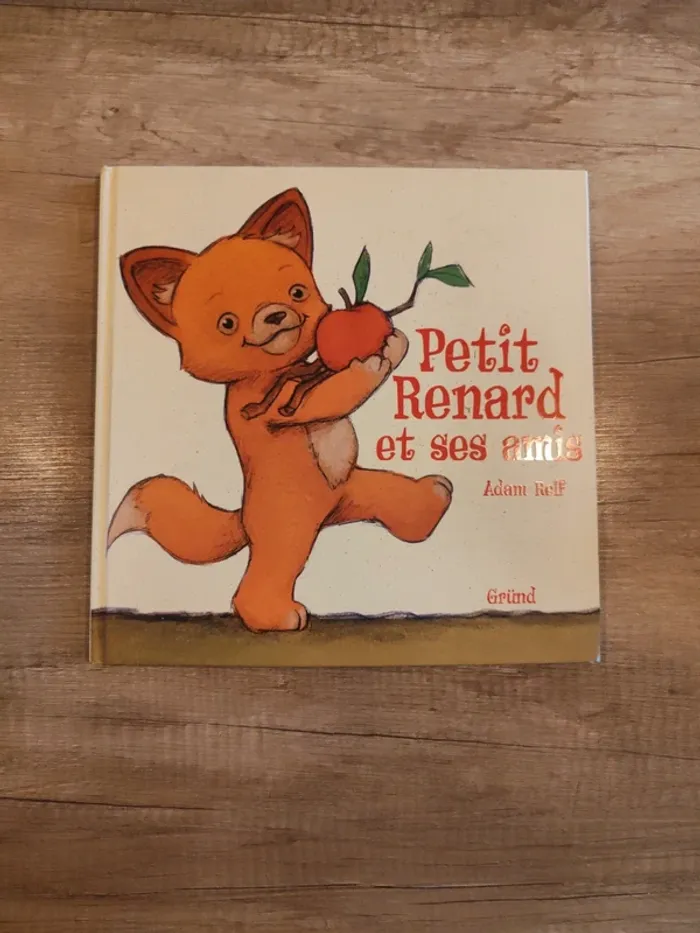 Petit
Renard
et ses amis
Adam Relf
Gründ